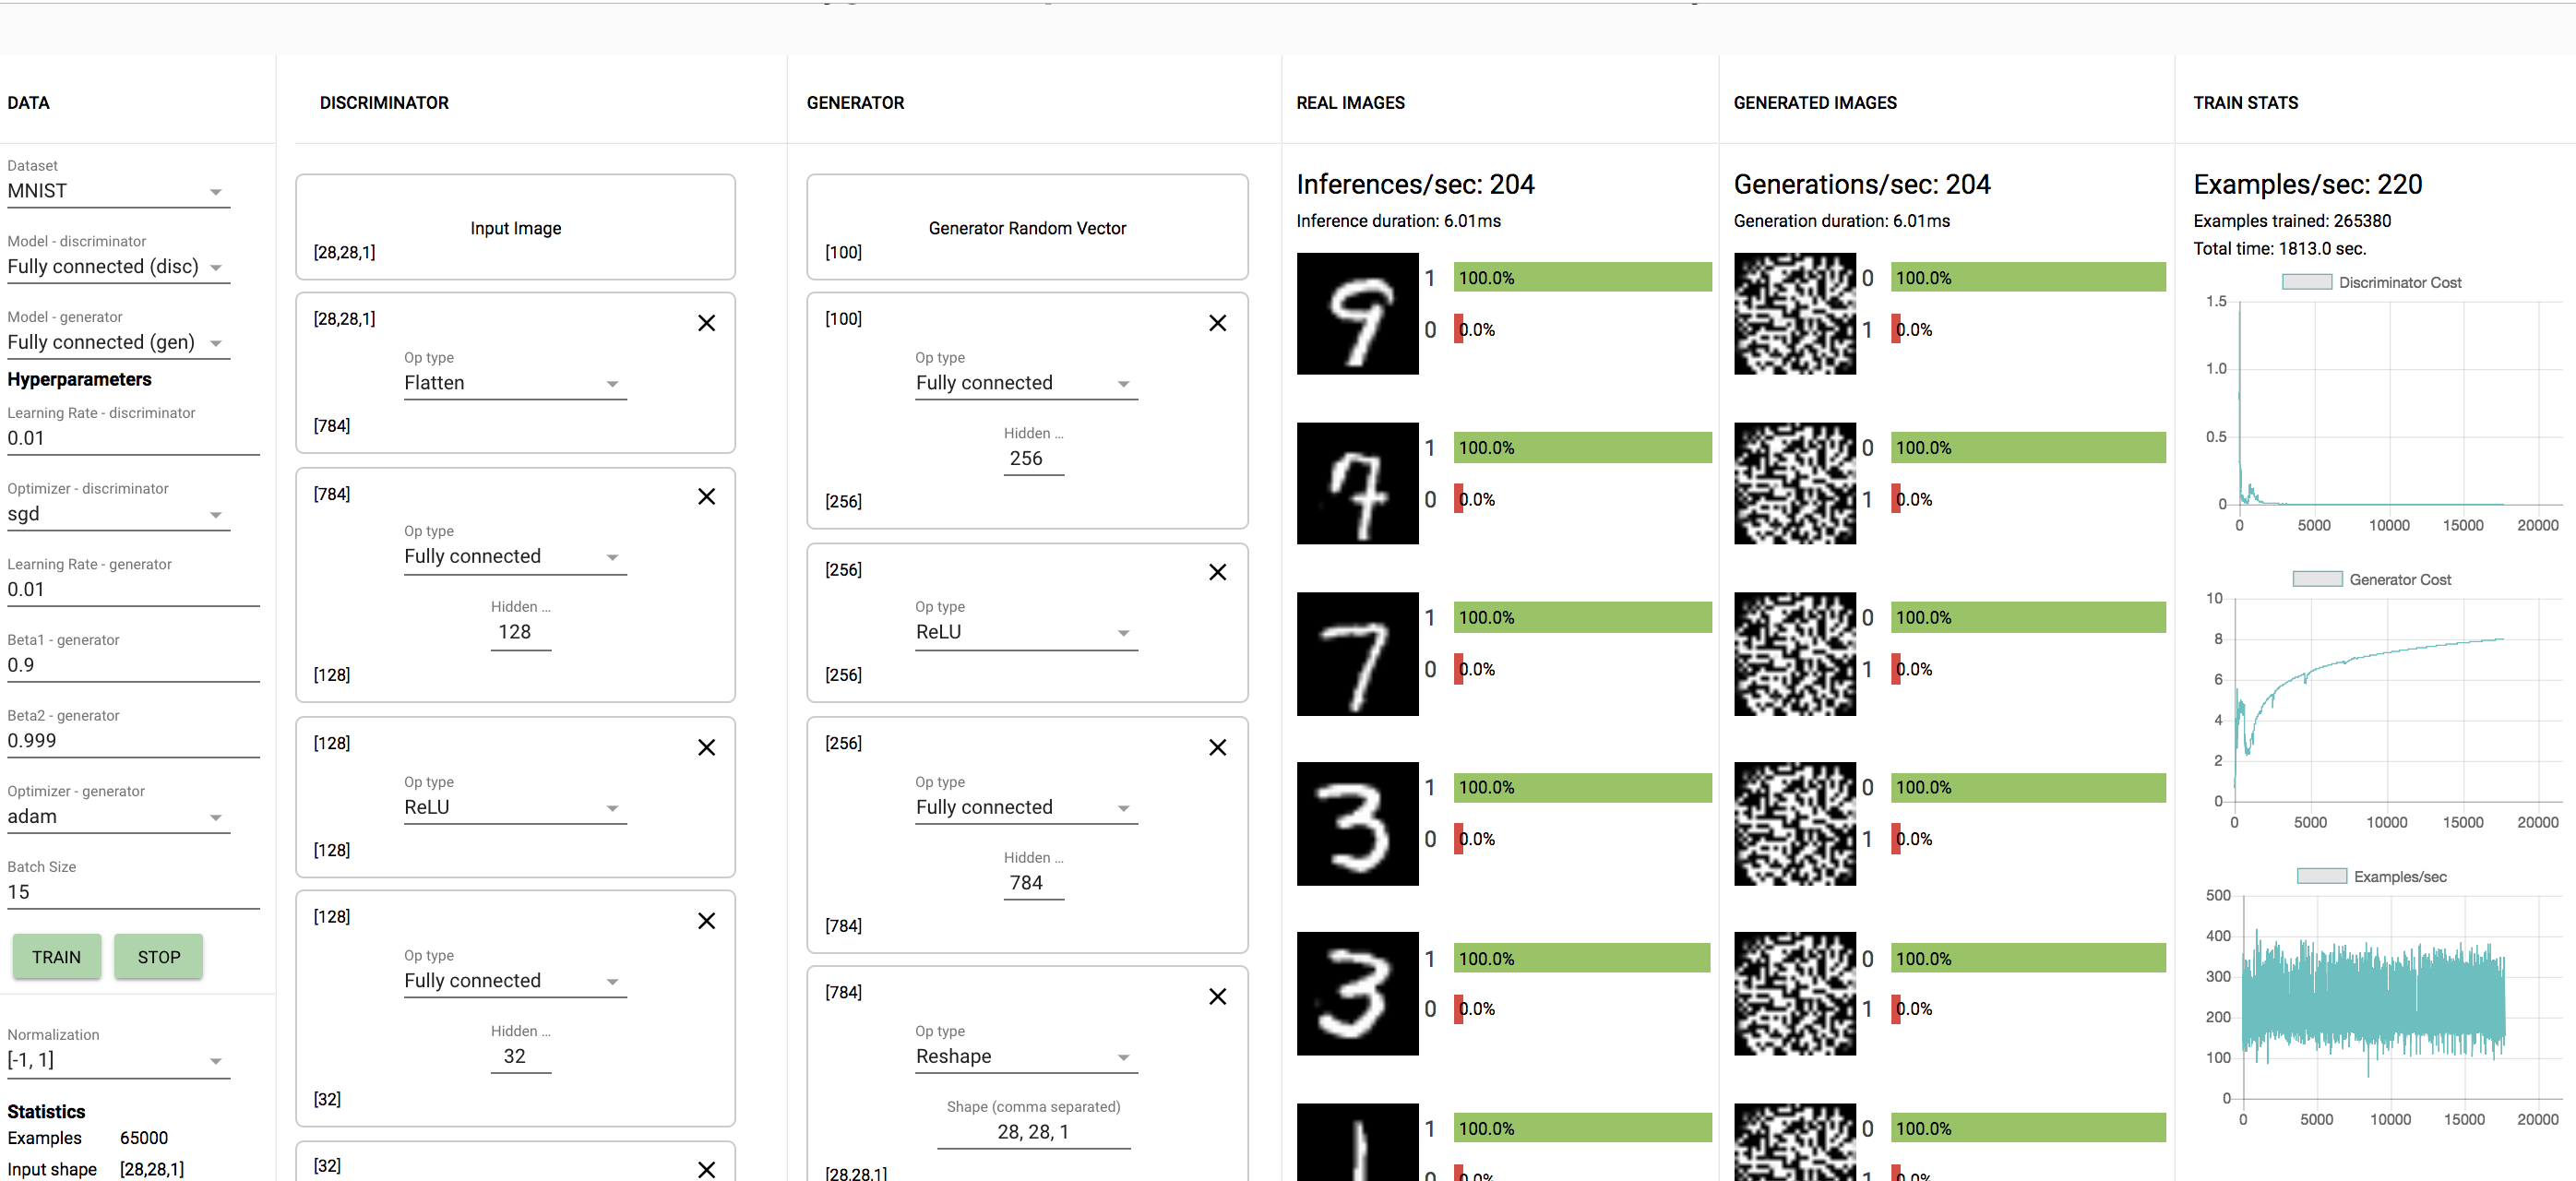 DATA
Dataset
MNIST
Model - discriminator
Fully connected (disc)
Model - generator
Fully connected (gen)
Hyperparameters
Learning Rate - discriminator
0.01
Optimizer - discriminator
sgd
Learning Rate - generator
0.01
Beta1 - generator
0.9
Beta2 - generator
0.999
Optimizer - generator
adam
Batch Size
15
TRAIN STOP
Normalization
[-1, 1]
Statistics
Examples 65000
Input shape [28,28,1]
DISCRIMINATOR
Input Image
[28,28,1]
[28,28,1]
Op type
Flatten
[784]
[784]
Op type
Fully connected
Hidden ...
128
[128]
[128]
Op type
ReLU
[128]
[128]
Op type
Fully connected
Hidden ...
32
[32]
[32]
GENERATOR
Generator Random Vector
[100]
[100]
Op type
Fully connected
Hidden ...
256
[256]
[256]
Op type
ReLU
[256]
[256]
Op type
Fully connected
Hidden ...
784
[784]
[784]
Op type
Reshape
Shape (comma separated)
28, 28, 1
[28,28,1]
REAL IMAGES
Inferences/sec: 204
Inference duration: 6.01ms
9
1 100.0%
0 0.0%
7
1 100.0%
0 0.0%
7
1 100.0%
0 0.0%
3
1 100.0%
0 0.0%
3
1 100.0%
0 0.0%
1
1 100.0%
0 0.0%
GENERATED IMAGES
Generations/sec: 204
Generation duration: 6.01ms
0 100.0%
1 0.0%
0 100.0%
1 0.0%
0 100.0%
1 0.0%
0 100.0%
1 0.0%
0 100.0%
1 0.0%
0 100.0%
1 0.0%
TRAIN STATS
Examples/sec: 220
Examples trained: 265380
Total time: 1813.0 sec.
Discriminator Cost
1.5
1.0
0.5
0
0 5000 10000 15000 20000
Generator Cost
10
8
6
4
2
0
0 5000 10000 15000 20000
Examples/sec
500
400
300
200
100
0
0 5000 10000 15000 20000